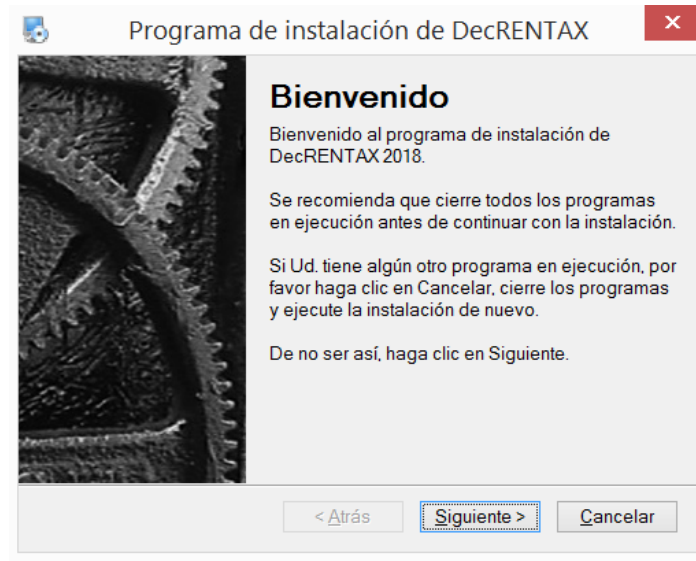 Programa de instalación de DecRENTAX
Bienvenido
Bienvenido al programa de instalación de
DecRENTAX 2018.
Se recomienda que cierre todos los programas
en ejecución antes de continuar con la instalación.
Si Ud. tiene algún otro programa en ejecución, por
favor haga clic en Cancelar, cierre los programas
y ejecute la instalación de nuevo.
De no ser así, haga clic en Siguiente.
< Atrás Siguiente > Cancelar